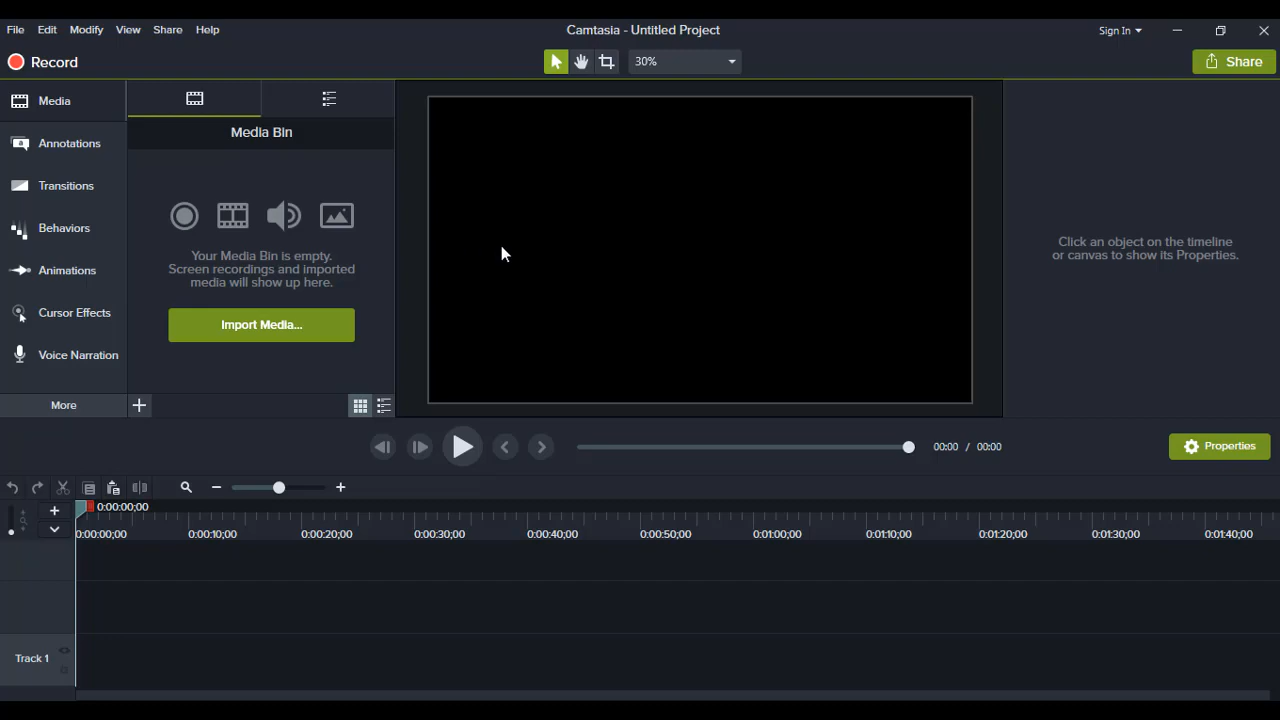 File Edit Modify View Share Help
Camtasia - Untitled Project
Sign In
Record
30%
Share
Media
Annotations
Transitions
Behaviors
Animations
Cursor Effects
Voice Narration
More
Media Bin
Your Media Bin is empty.
Screen recordings and imported
media will show up here.
Import Media...
Click an object on the timeline
or canvas to show its Properties.
00:00 / 00:00
Properties
0:00:00;00
0:00:00;00 0:00:10;00 0:00:20;00 0:00:30;00 0:00:40;00 0:00:50;00 0:01:00;00 0:01:10;00 0:01:20;00 0:01:30;00 0:01:40;00
Track 1